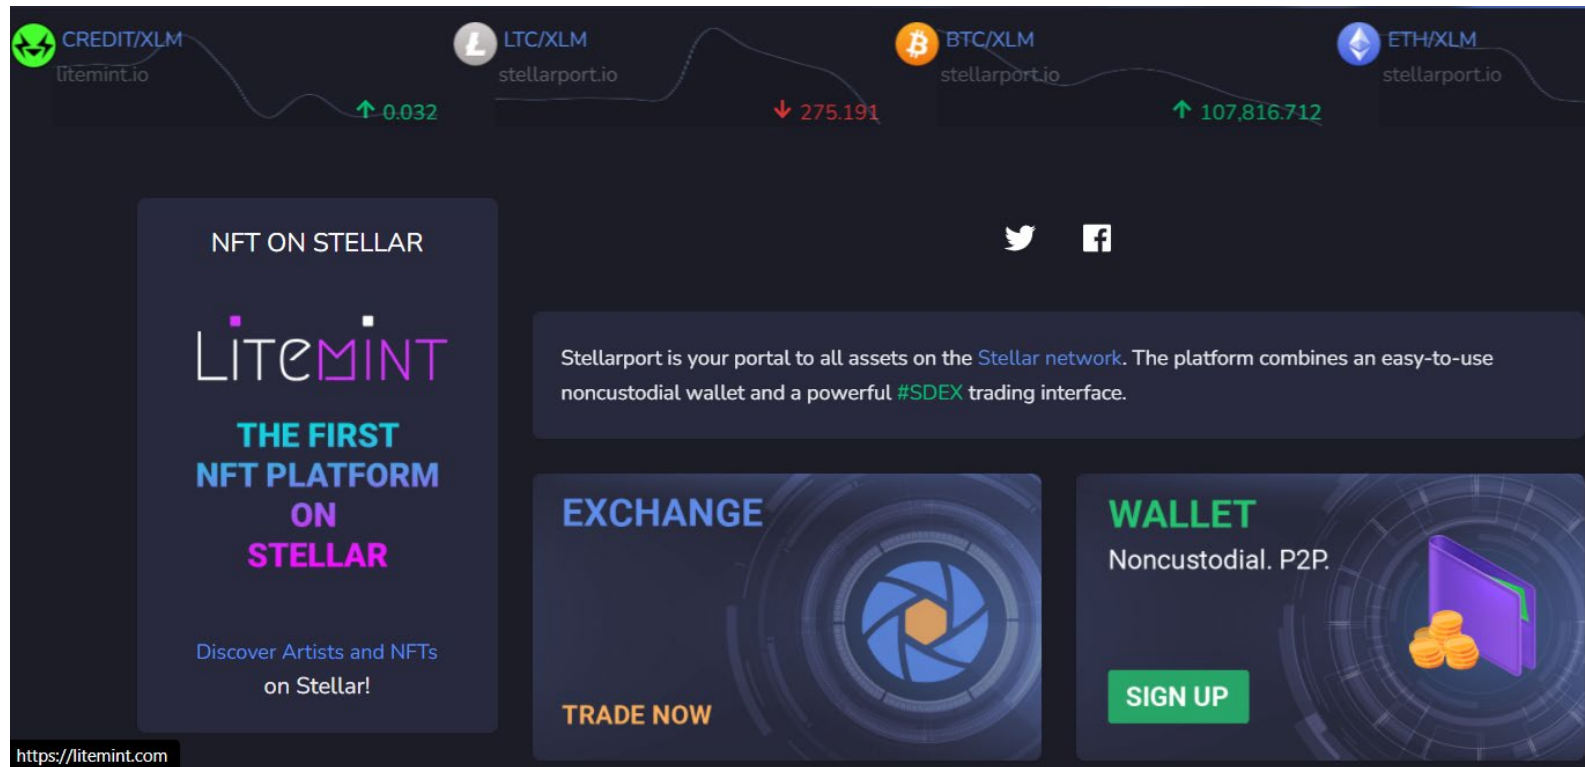 CREDIT/XLM
litemint.io
0.032
LTC/XLM
stellarport.io
275.191
BTC/XLM
stellarport.io
107,816.712
ETH/XLM
stellarport.io
NFT ON STELLAR
LITEMINT
THE FIRST
NFT PLATFORM
ON
STELLAR
Discover Artists and NFTs
on Stellar!
Stellarport is your portal to all assets on the Stellar network. The platform combines an easy-to-use
noncustodial wallet and a powerful #SDEX trading interface.
EXCHANGE
TRADE NOW
WALLET
Noncustodial. P2P.
SIGN UP
https://litemint.com